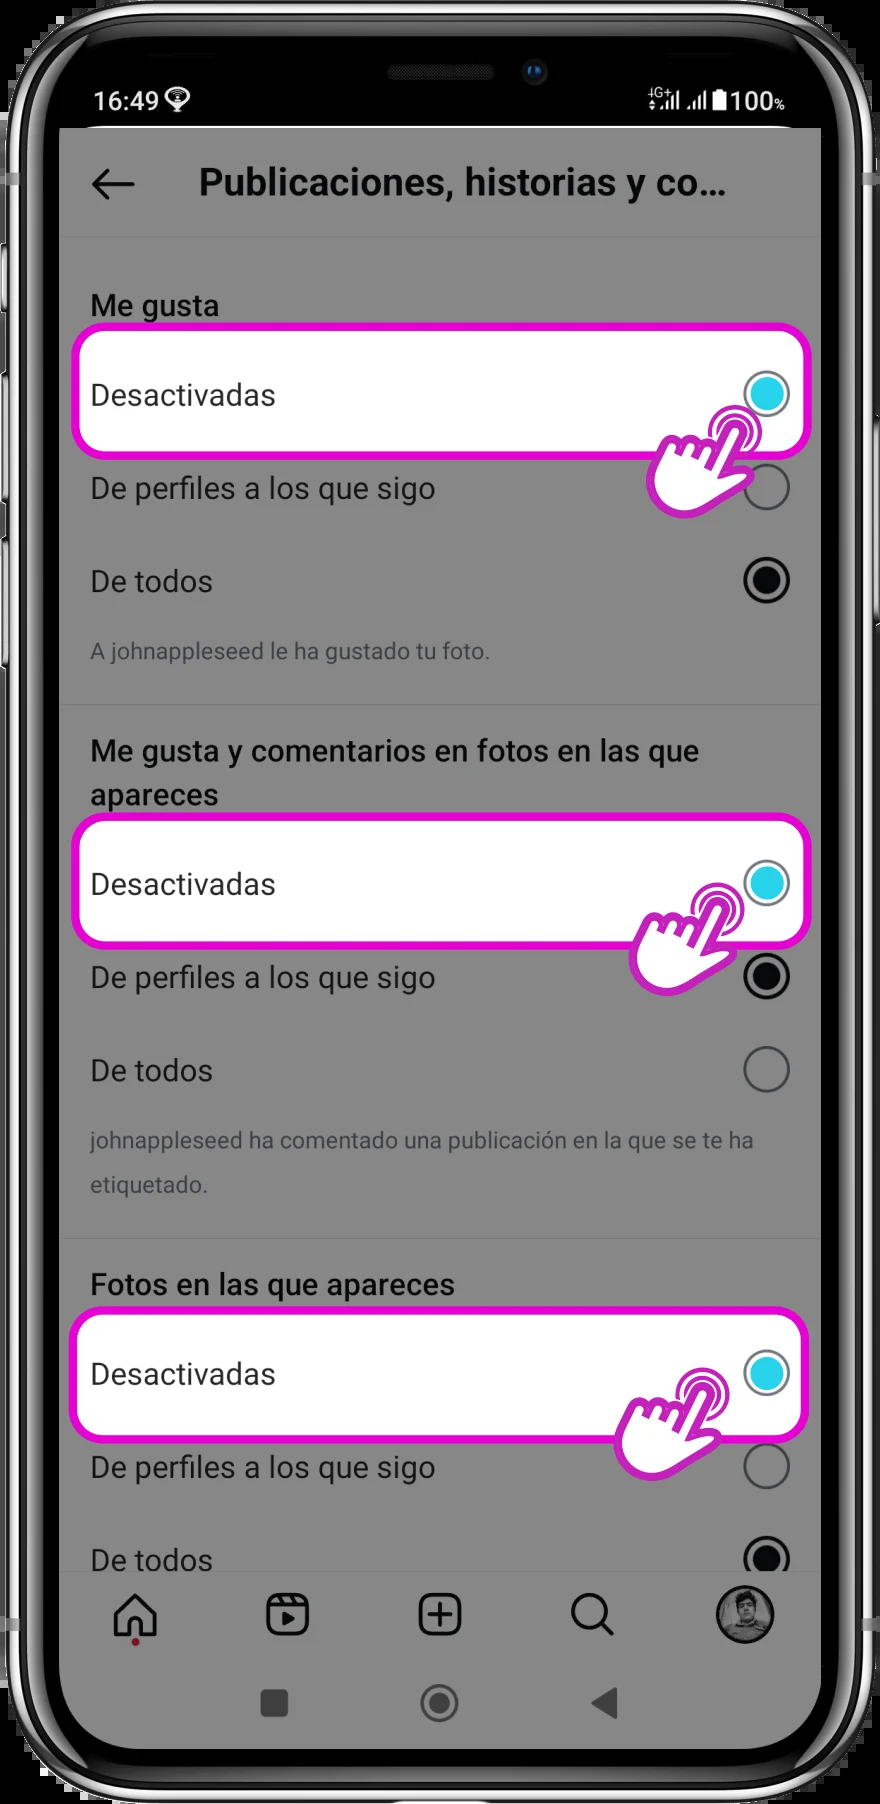 16:49 4G+ 100%
Publicaciones, historias y co...
Me gusta
Desactivadas
De perfiles a los que sigo
De todos
A johnappleseed le ha gustado tu foto.
Me gusta y comentarios en fotos en las que
apareces
Desactivadas
De perfiles a los que sigo
De todos
johnappleseed ha comentado una publicación en la que se te ha
etiquetado.
Fotos en las que apareces
Desactivadas
De perfiles a los que sigo
De todos